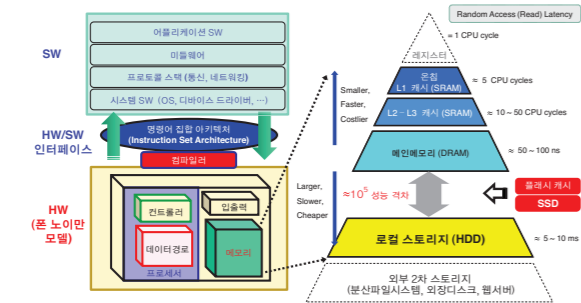 Random Access (Read) Latency
SW
어플리케이션 SW
미들웨어
프로토콜 스택 (통신, 네트워킹)
시스템 SW (OS, 디바이스 드라이버, …)
HW/SW
인터페이스
명령어 집합 아키텍처
(Instruction Set Architecture)
컴파일러
HW
(폰 노이만
모델)
컨트롤러
데이터경로
프로세서
입출력
메모리
≈ 1 CPU cycle
레지스터
온칩
L1 캐시 (SRAM)
≈ 5 CPU cycles
L2 – L3 캐시 (SRAM)
≈ 10~50 CPU cycles
메인메모리 (DRAM)
≈ 50~100 ns
Smaller,
Faster,
Costlier
Larger,
Slower,
Cheaper
≈10⁵ 성능 격차
플래시 캐시
SSD
로컬 스토리지 (HDD)
≈ 5~10 ms
외부 2차 스토리지
(분산파일시스템, 외장디스크, 웹서버)